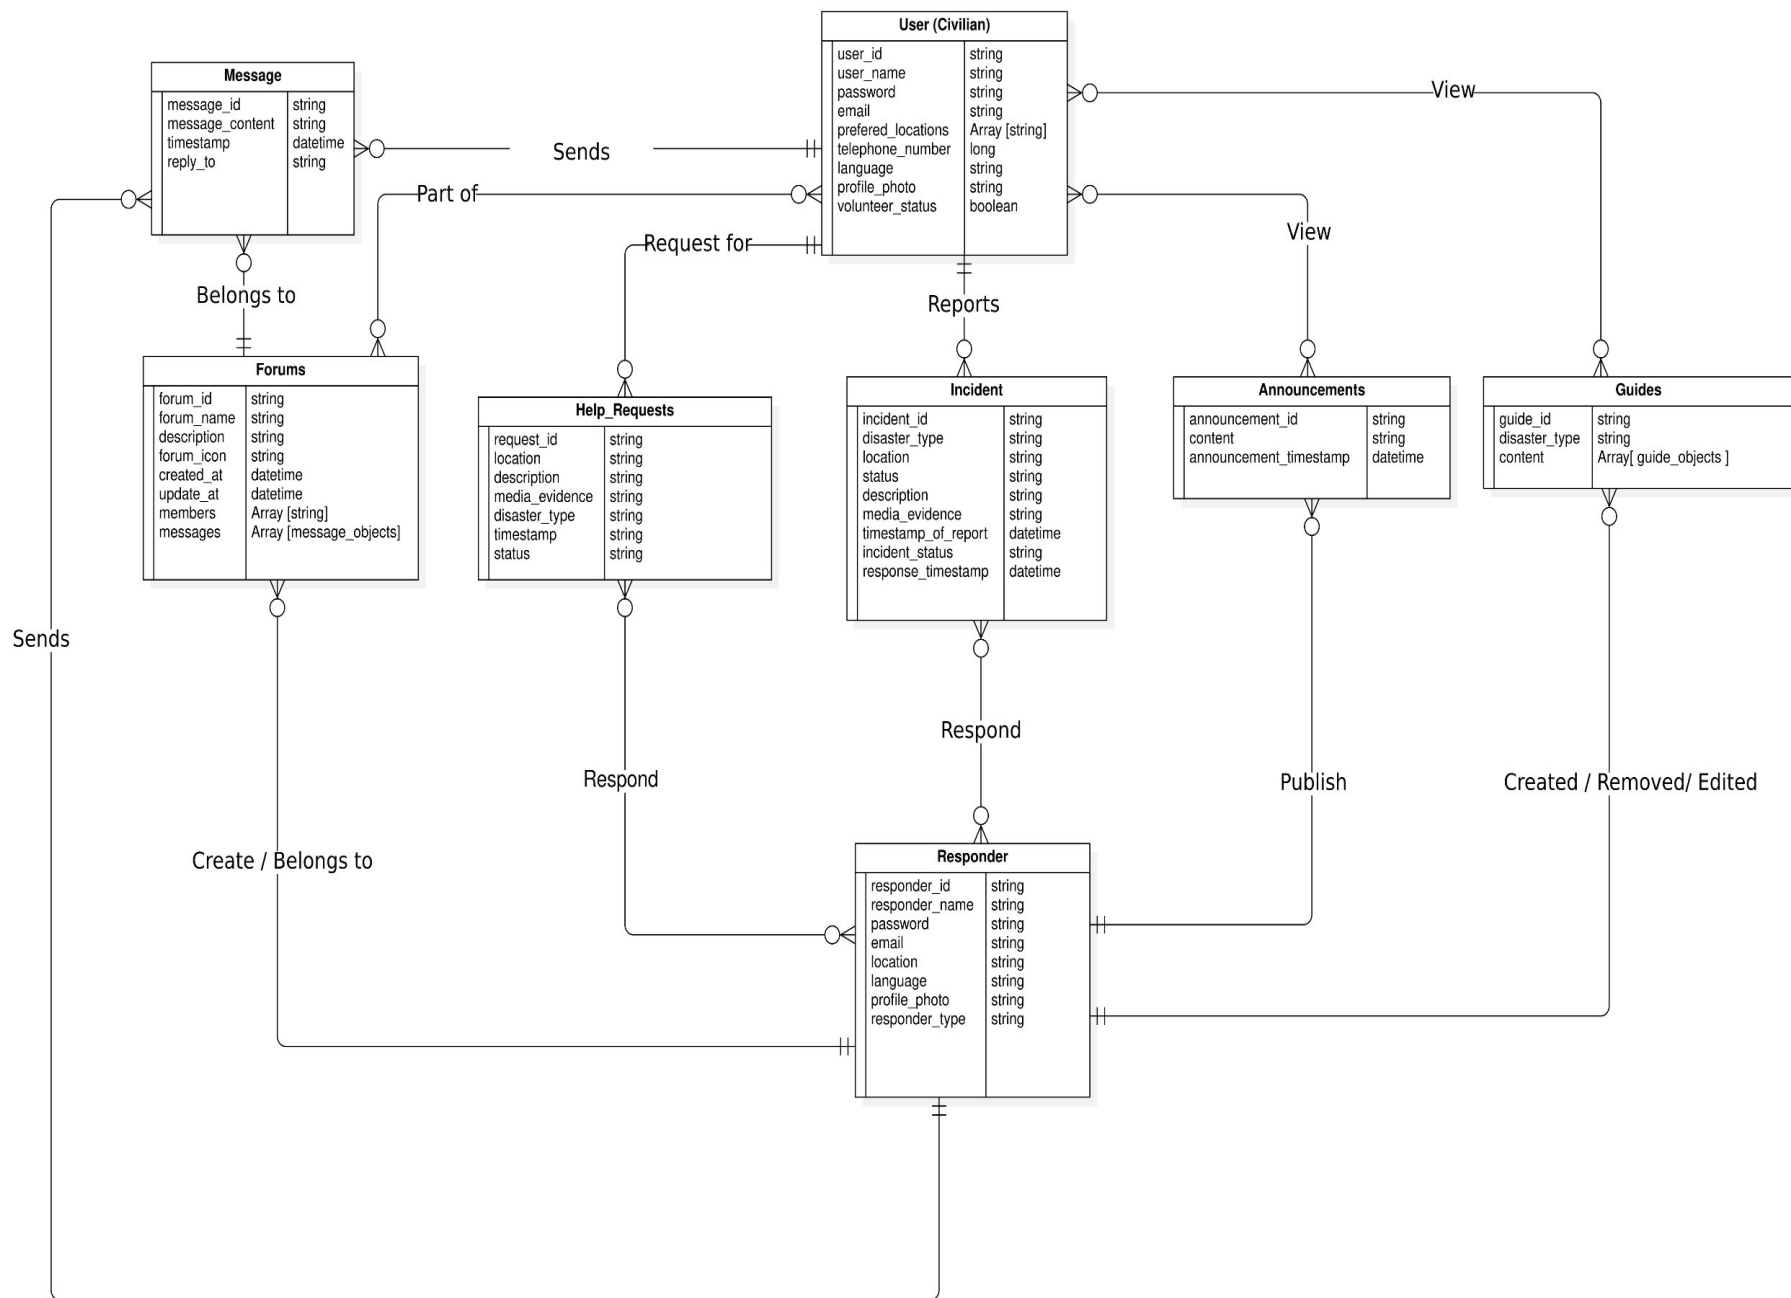 User (Civilian)
user_id string
user_name string
password string
email string
prefered_locations Array [string]
telephone_number long
language string
profile_photo string
volunteer_status boolean
Message
message_id string
message_content string
timestamp datetime
reply_to string
View
Sends
Part of
View
Request for
Belongs to
Reports
Forums
forum_id string
forum_name string
description string
forum_icon string
created_at datetime
update_at datetime
members Array [string]
messages Array [message_objects]
Help_Requests
request_id string
location string
description string
media_evidence string
disaster_type string
timestamp string
status string
Incident
incident_id string
disaster_type string
location string
status string
description string
media_evidence string
timestamp_of_report datetime
incident_status string
response_timestamp datetime
Announcements
announcement_id string
content string
announcement_timestamp datetime
Guides
guide_id string
disaster_type string
content Array[ guide_objects ]
Sends
Respond
Respond
Publish
Created / Removed/ Edited
Create / Belongs to
Responder
responder_id string
responder_name string
password string
email string
location string
language string
profile_photo string
responder_type string